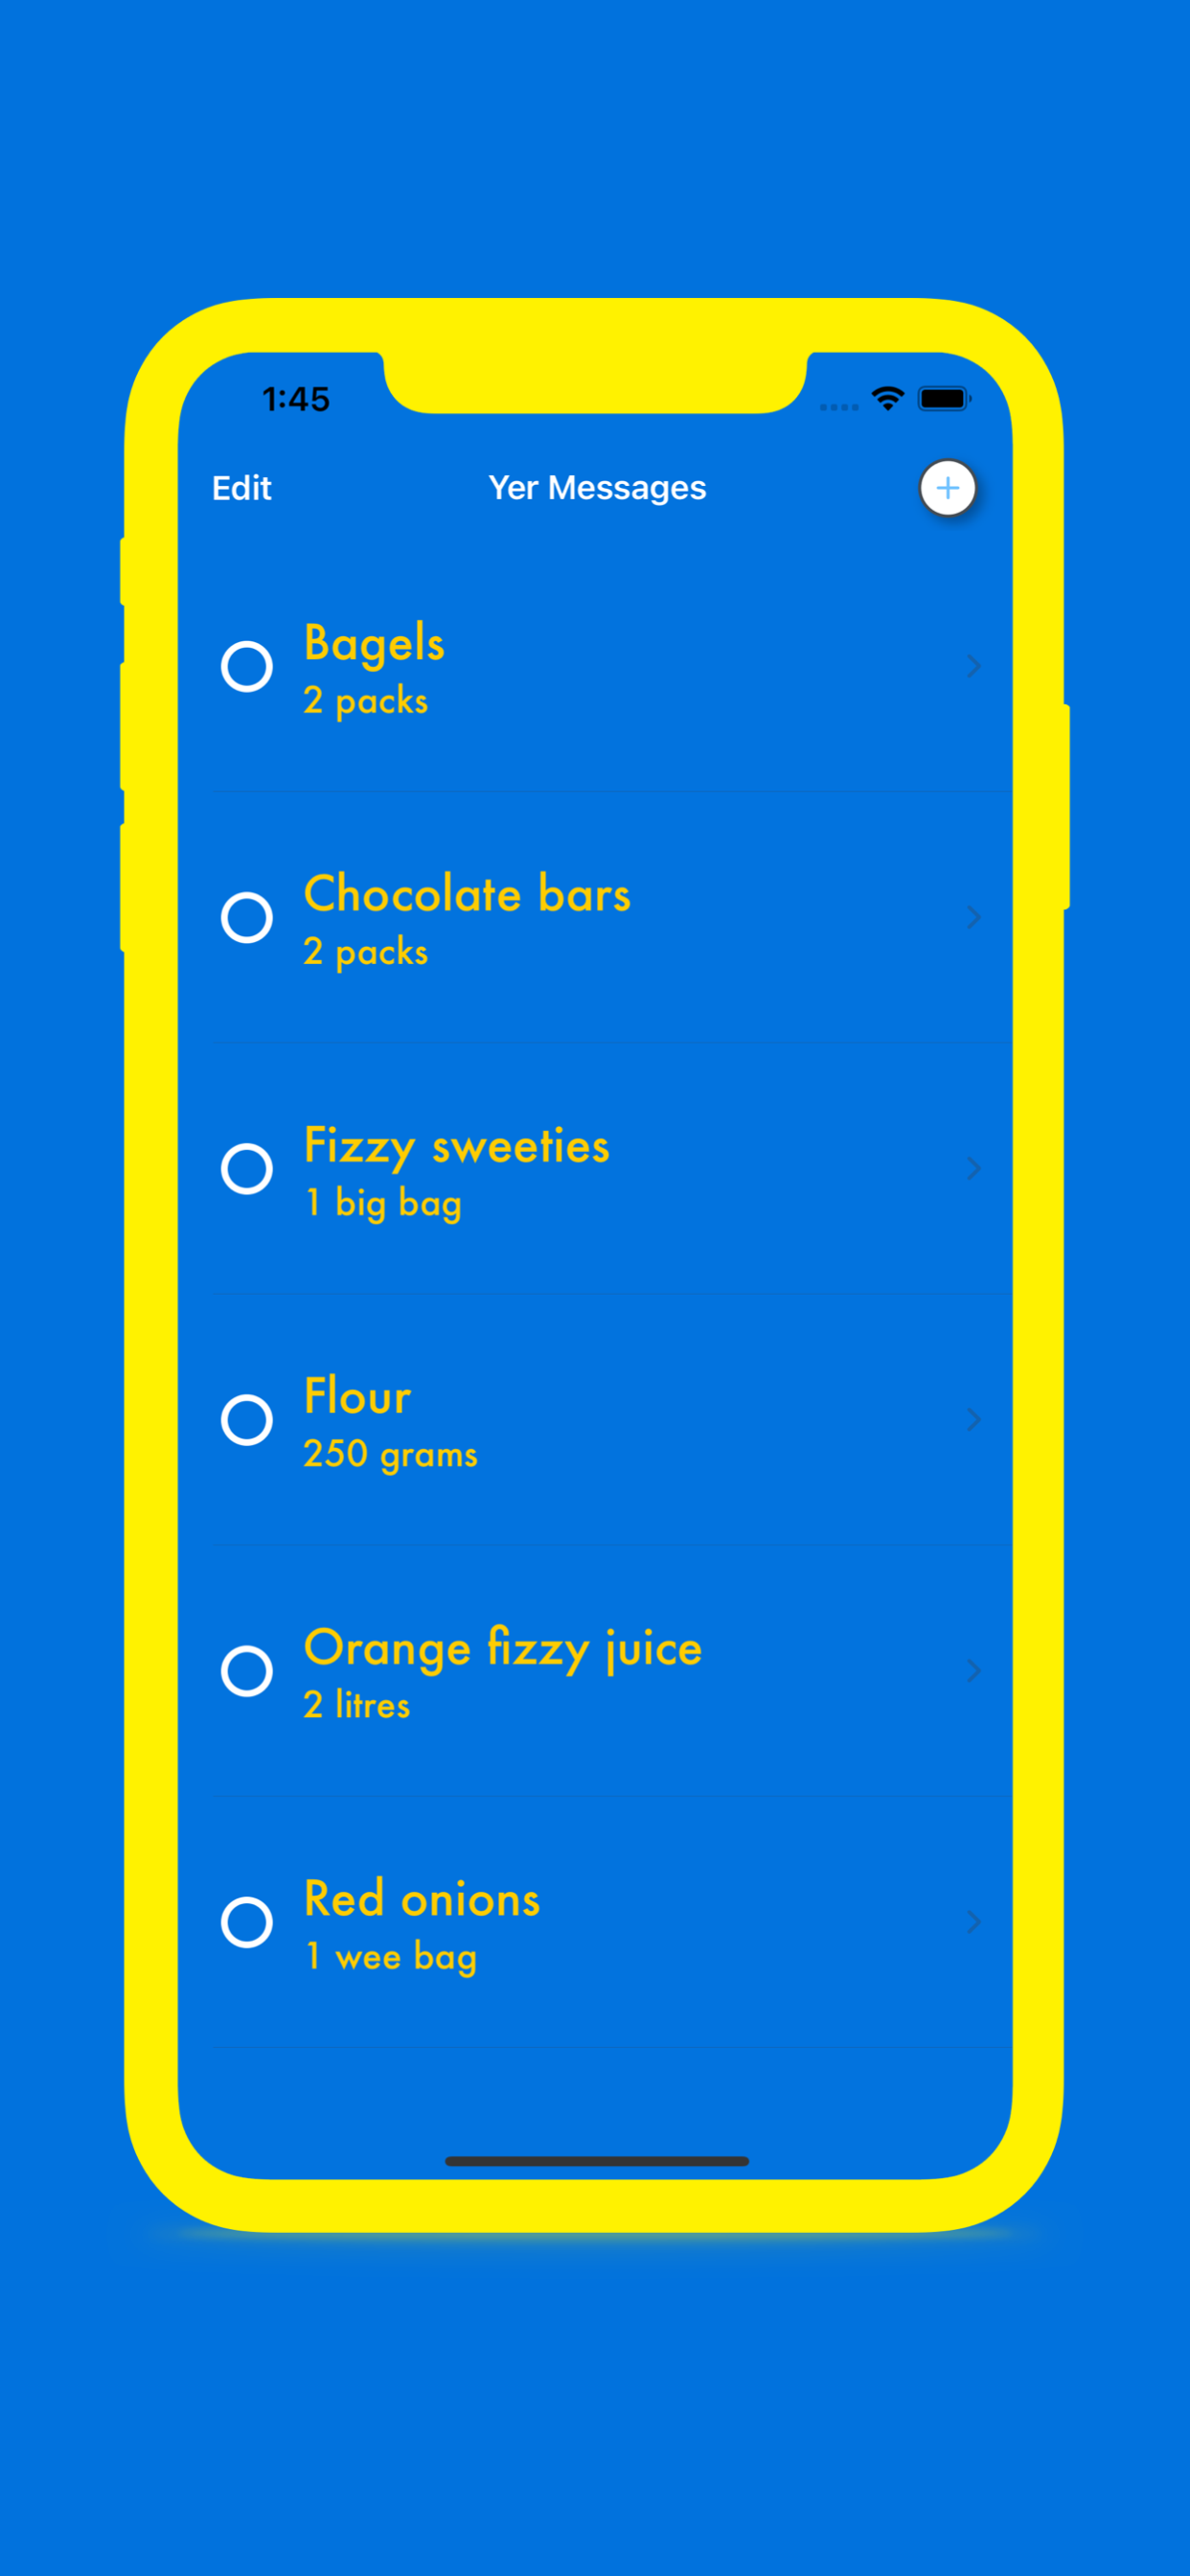 1:45
Edit
Yer Messages
Bagels
2 packs
Chocolate bars
2 packs
Fizzy sweeties
1 big bag
Flour
250 grams
Orange fizzy juice
2 litres
Red onions
1 wee bag